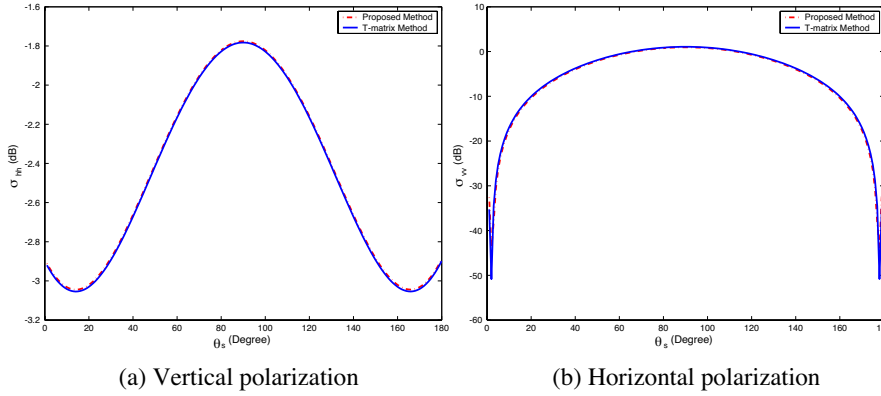 -1.6
-1.8
-2
-2.2
-2.4
-2.6
-2.8
-3
-3.2
σ hh (dB)
0 20 40 60 80 100 120 140 160 180
θs (Degree)
Proposed Method
T-matrix Method
(a) Vertical polarization
10
0
-10
-20
-30
-40
-50
-60
σ vv (dB)
0 20 40 60 80 100 120 140 160
θs (Degree)
Proposed Method
T-matrix Method
(b) Horizontal polarization